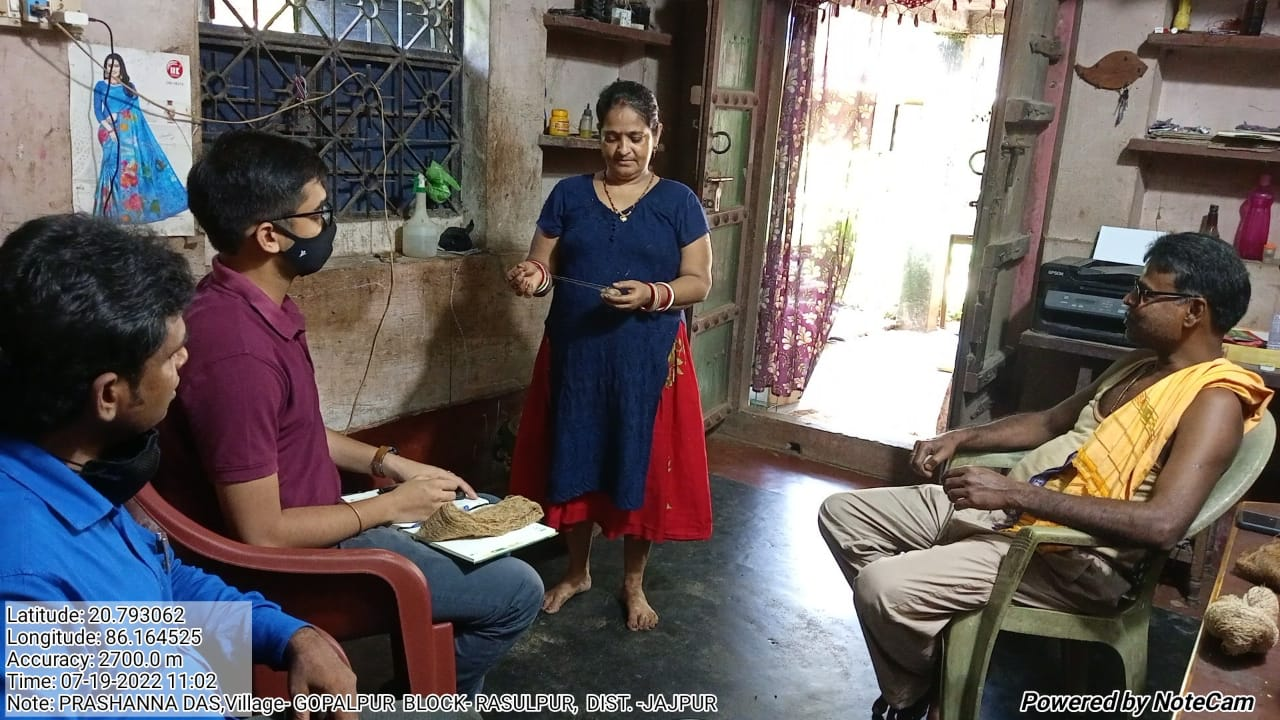 EPSON
Latitude: 20.793062
Longitude: 86.164525
Accuracy: 2700.0 m
Time: 07-19-2022 11:02
Note: PRASHANNA DAS,Village- GOPALPUR BLOCK- RASULPUR, DIST. -JAJPUR
Powered by NoteCam